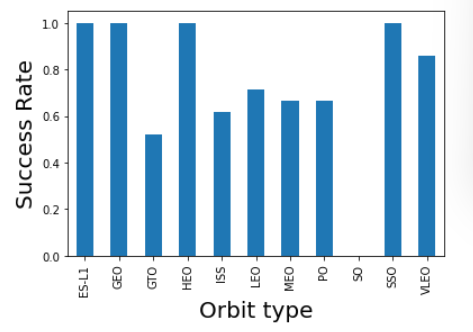 1.0
0.8
0.6
0.4
0.2
0.0
Success Rate
ES-L1
GEO
GTO
HEO
ISS
LEO
MEO
PO
SO
SSO
VLEO
Orbit type